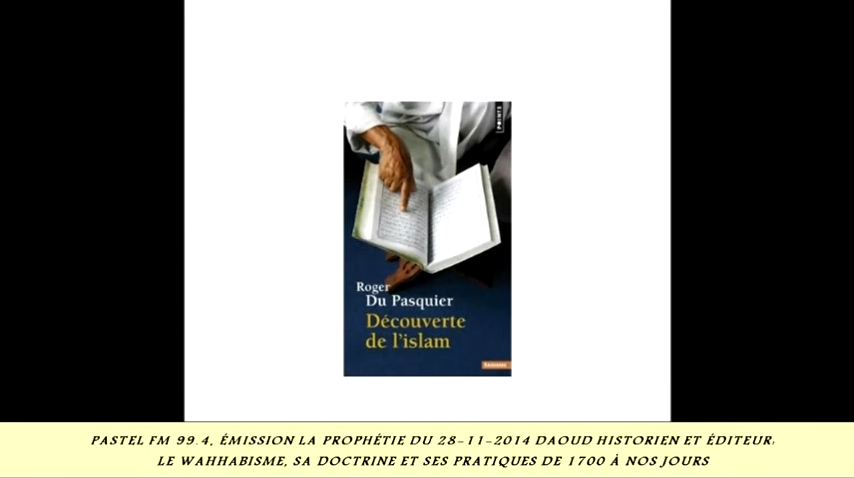 POINTS
Roger
Du Pasquier
Découverte
de l'islam
PASTEL FM 99.4, ÉMISSION LA PROPHÉTIE DU 28-11-2014 DAOUD HISTORIEN ET ÉDITEUR:
LE WAHHABISME, SA DOCTRINE ET SES PRATIQUES DE 1700 À NOS JOURS